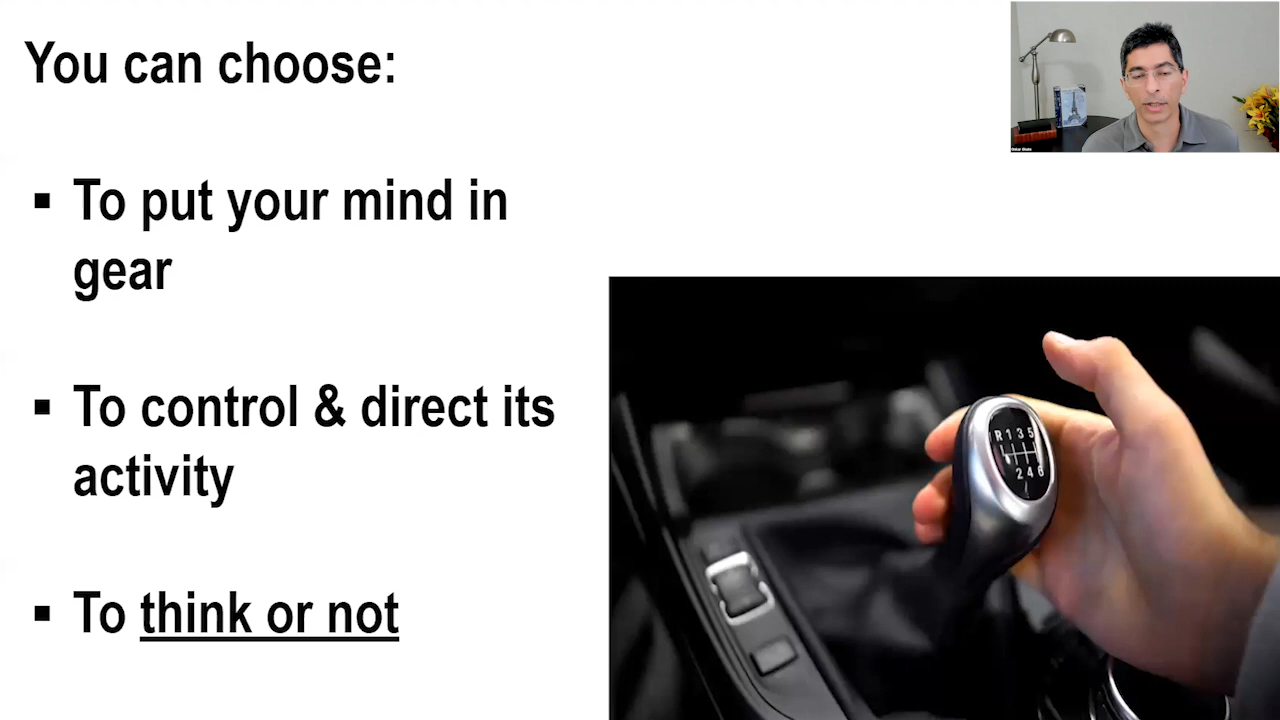 You can choose:
▪ To put your mind in
gear
▪ To control & direct its
activity
▪ To think or not
R 1 3 5
2 4 6